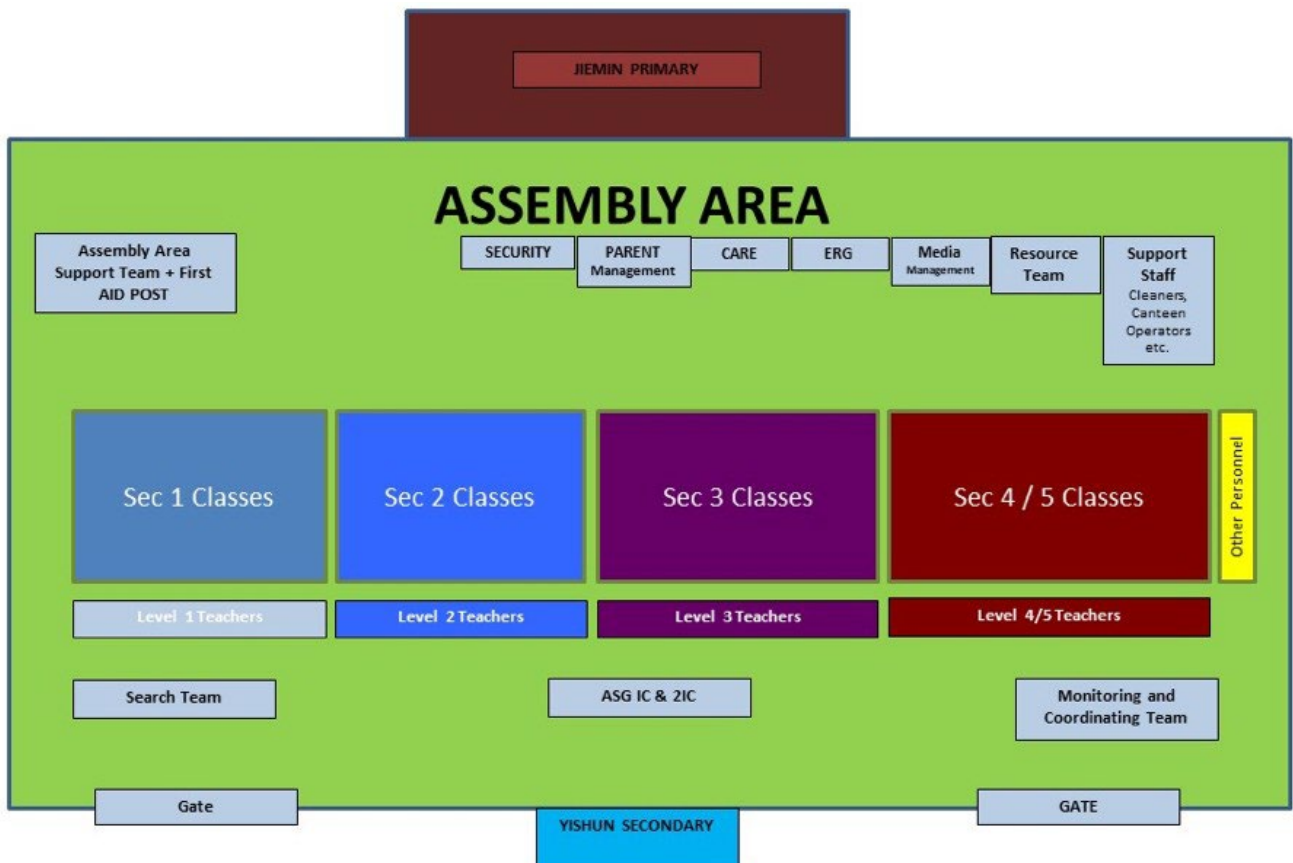 JIEMIN PRIMARY
ASSEMBLY AREA
Assembly Area
Support Team + First
AID POST
SECURITY
PARENT
Management
CARE
ERG
Media
Management
Resource
Team
Support
Staff
Cleaners,
Canteen
Operators
etc.
Sec 1 Classes
Sec 2 Classes
Sec 3 Classes
Sec 4 / 5 Classes
Other Personnel
Level 1 Teachers
Level 2 Teachers
Level 3 Teachers
Level 4/5 Teachers
Search Team
ASG IC & 2IC
Monitoring and
Coordinating Team
Gate
GATE
YISHUN SECONDARY